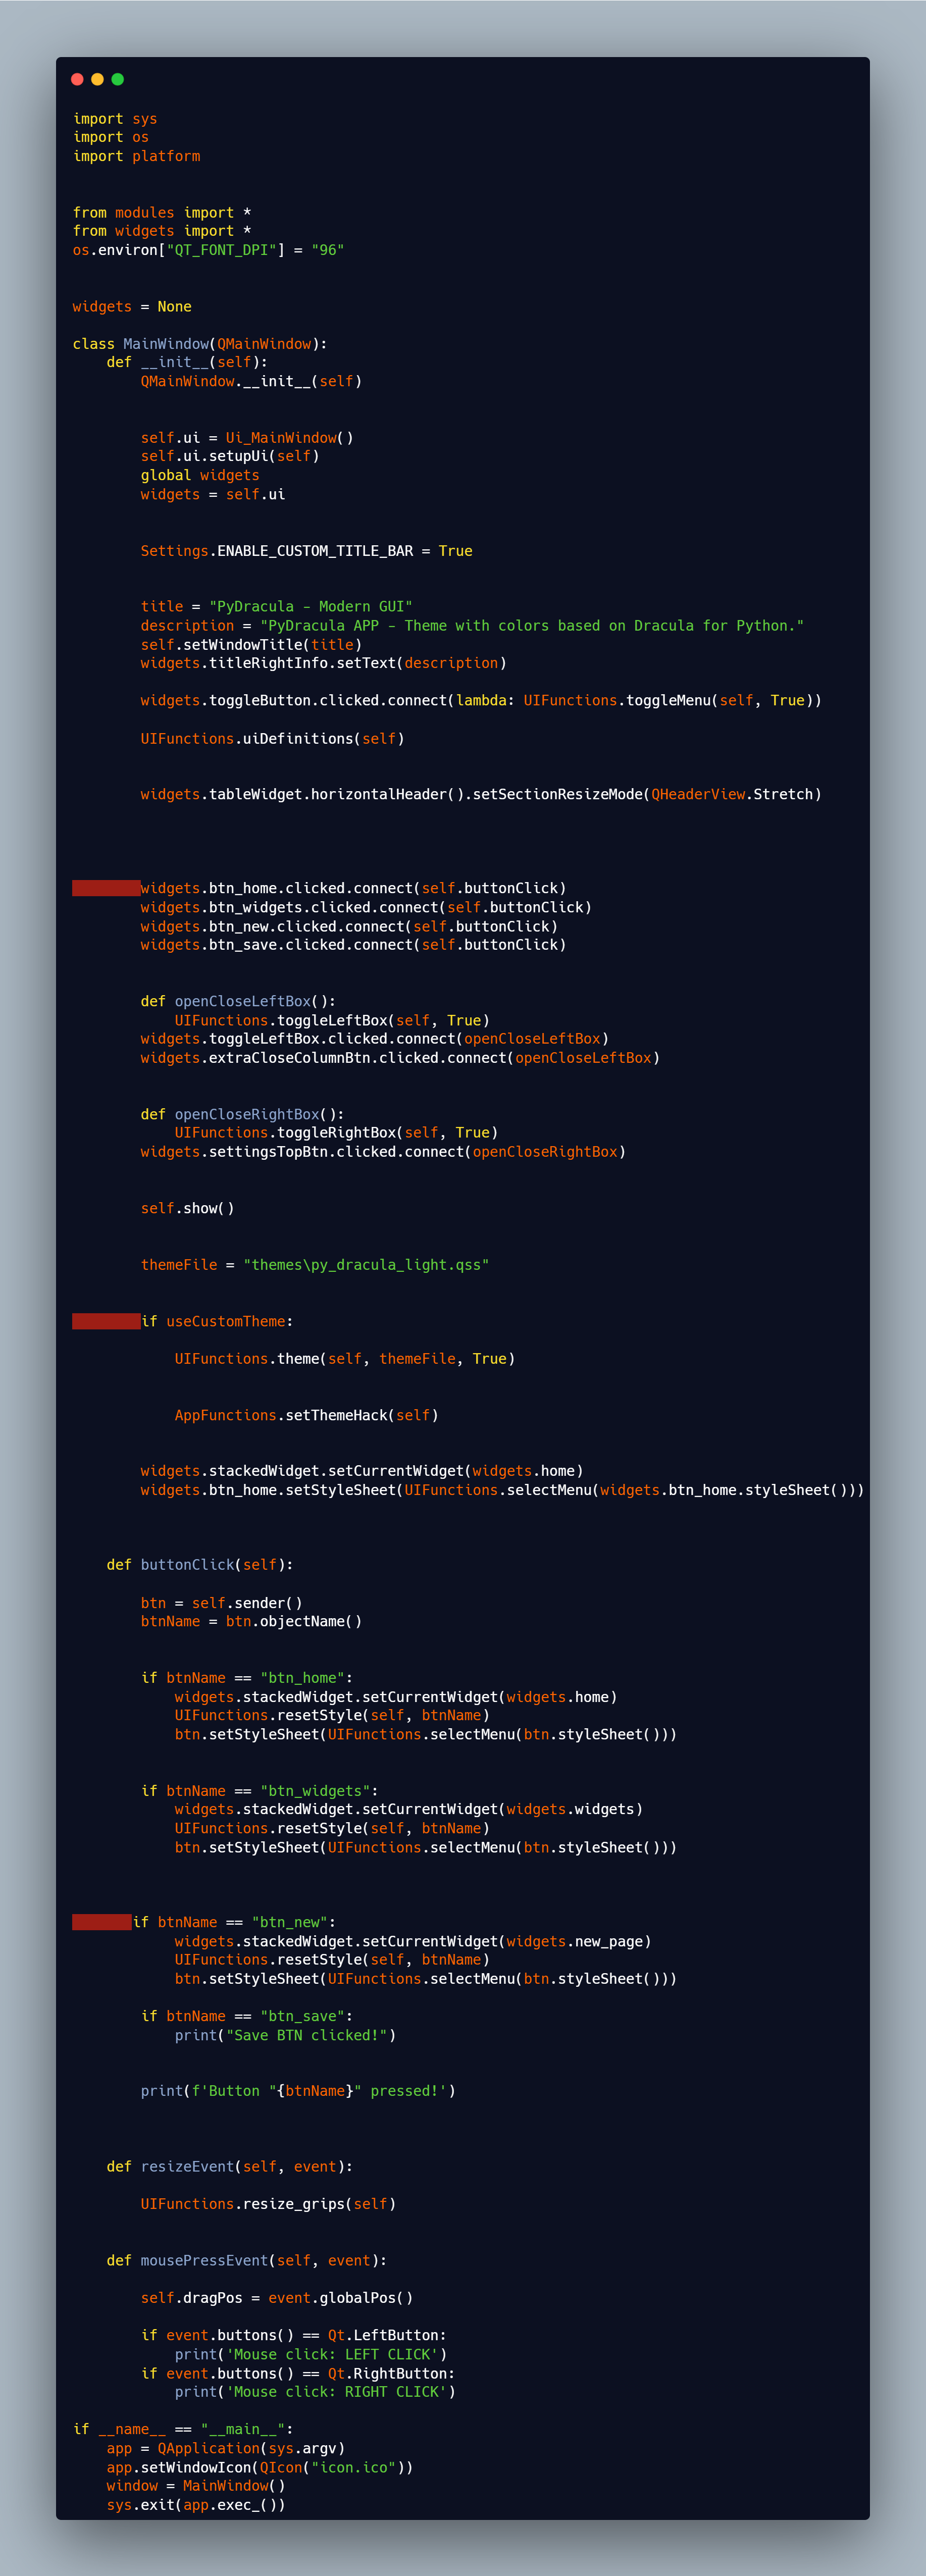 import sys
import os
import platform
from modules import *
from widgets import *
os.environ["QT_FONT_DPI"] = "96"
widgets = None
class MainWindow(QMainWindow):
    def __init__(self):
        QMainWindow.__init__(self)
        self.ui = Ui_MainWindow()
        self.ui.setupUi(self)
        global widgets
        widgets = self.ui
        Settings.ENABLE_CUSTOM_TITLE_BAR = True
        title = "PyDracula - Modern GUI"
        description = "PyDracula APP - Theme with colors based on Dracula for Python."
        self.setWindowTitle(title)
        widgets.titleRightInfo.setText(description)
        widgets.toggleButton.clicked.connect(lambda: UIFunctions.toggleMenu(self, True))
        UIFunctions.uiDefinitions(self)
        widgets.tableWidget.horizontalHeader().setSectionResizeMode(QHeaderView.Stretch)
        widgets.btn_home.clicked.connect(self.buttonClick)
        widgets.btn_widgets.clicked.connect(self.buttonClick)
        widgets.btn_new.clicked.connect(self.buttonClick)
        widgets.btn_save.clicked.connect(self.buttonClick)
        def openCloseLeftBox():
            UIFunctions.toggleLeftBox(self, True)
        widgets.toggleLeftBox.clicked.connect(openCloseLeftBox)
        widgets.extraCloseColumnBtn.clicked.connect(openCloseLeftBox)
        def openCloseRightBox():
            UIFunctions.toggleRightBox(self, True)
        widgets.settingsTopBtn.clicked.connect(openCloseRightBox)
        self.show()
        themeFile = "themes\py_dracula_light.qss"
        if useCustomTheme:
            UIFunctions.theme(self, themeFile, True)
            AppFunctions.setThemeHack(self)
        widgets.stackedWidget.setCurrentWidget(widgets.home)
        widgets.btn_home.setStyleSheet(UIFunctions.selectMenu(widgets.btn_home.styleSheet()))
    def buttonClick(self):
        btn = self.sender()
        btnName = btn.objectName()
        if btnName == "btn_home":
            widgets.stackedWidget.setCurrentWidget(widgets.home)
            UIFunctions.resetStyle(self, btnName)
            btn.setStyleSheet(UIFunctions.selectMenu(btn.styleSheet()))
        if btnName == "btn_widgets":
            widgets.stackedWidget.setCurrentWidget(widgets.widgets)
            UIFunctions.resetStyle(self, btnName)
            btn.setStyleSheet(UIFunctions.selectMenu(btn.styleSheet()))
       if btnName == "btn_new":
            widgets.stackedWidget.setCurrentWidget(widgets.new_page)
            UIFunctions.resetStyle(self, btnName)
            btn.setStyleSheet(UIFunctions.selectMenu(btn.styleSheet()))
        if btnName == "btn_save":
            print("Save BTN clicked!")
        print(f'Button "{btnName}" pressed!')
    def resizeEvent(self, event):
        UIFunctions.resize_grips(self)
    def mousePressEvent(self, event):
        self.dragPos = event.globalPos()
        if event.buttons() == Qt.LeftButton:
            print('Mouse click: LEFT CLICK')
        if event.buttons() == Qt.RightButton:
            print('Mouse click: RIGHT CLICK')
if __name__ == "__main__":
    app = QApplication(sys.argv)
    app.setWindowIcon(QIcon("icon.ico"))
    window = MainWindow()
    sys.exit(app.exec_())